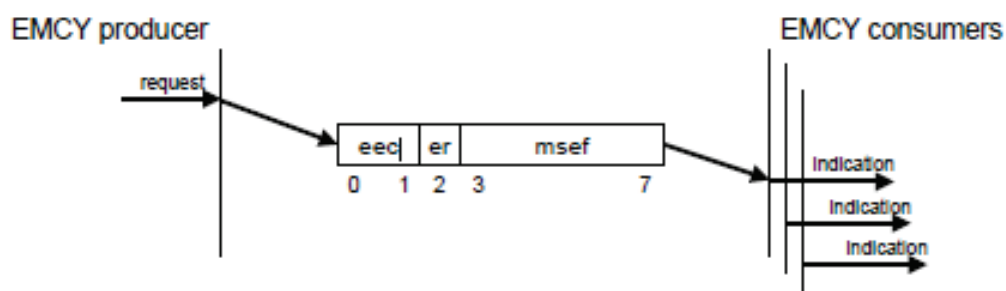 EMCY producer
EMCY consumers
request
eec
er
msef
0 1 2 3 7
Indication
Indication
Indication